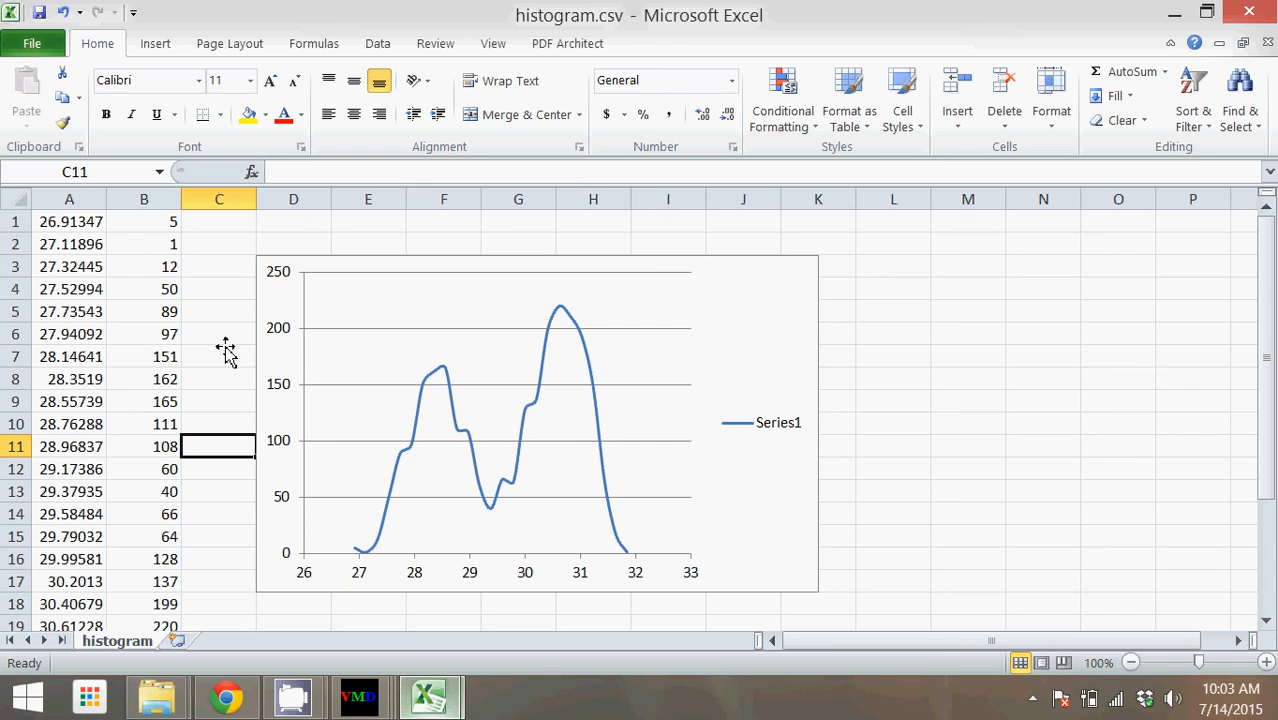 histogram.csv - Microsoft Excel
File Home Insert Page Layout Formulas Data Review View PDF Architect
Calibri 11 Wrap Text General AutoSum
Paste Fill
B I U Merge & Center $ % , Conditional Formatting Format as Table Cell Styles Insert Delete Format Clear Sort & Filter Find & Select
Clipboard Font Alignment Number Styles Cells Editing
C11 fx
A B C D E F G H I J K L M N O P
1 26.91347 5
2 27.11896 1
3 27.32445 12
4 27.52994 50
5 27.73543 89
6 27.94092 97
7 28.14641 151
8 28.3519 162
9 28.55739 165
10 28.76288 111
11 28.96837 108
12 29.17386 60
13 29.37935 40
14 29.58484 66
15 29.79032 64
16 29.99581 128
17 30.2013 137
18 30.40679 199
19 30.61228 220
250
200
150
100
50
0
26 27 28 29 30 31 32 33
Series1
histogram
Ready 100%
VMD
10:03 AM
7/14/2015